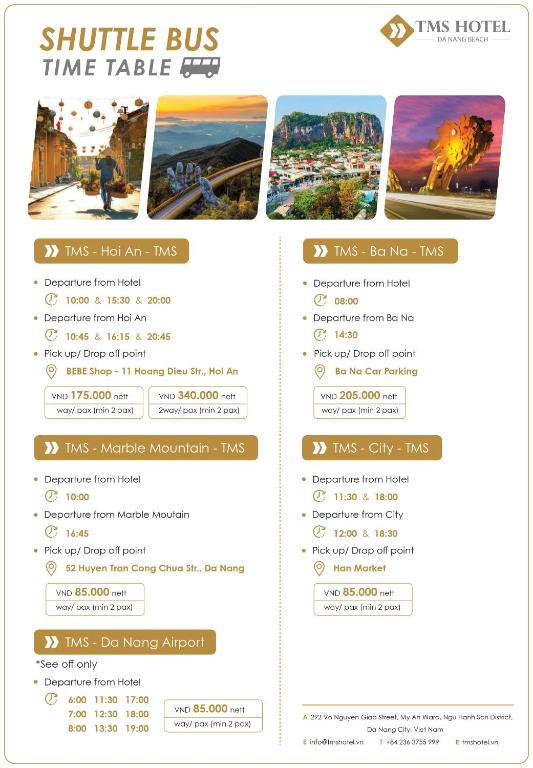 SHUTTLE BUS
TIME TABLE
TMS HOTEL
DA NANG BEACH
TMS - Hoi An - TMS
Departure from Hotel
10:00 & 15:30 & 20:00
Departure from Hoi An
10:45 & 16:15 & 20:45
Pick up/ Drop off point
BEBE Shop - 11 Hoang Dieu Str., Hoi An
VND 175.000 nett
way/ pax (min 2 pax)
VND 340.000 nett
2way/ pax (min 2 pax)
TMS - Marble Mountain - TMS
Departure from Hotel
10:00
Departure from Marble Moutain
16:45
Pick up/ Drop off point
52 Huyen Tran Cong Chua Str., Da Nang
VND 85.000 nett
way/ pax (min 2 pax)
TMS - Da Nang Airport
*See off only
Departure from Hotel
6:00 11:30 17:00
7:00 12:30 18:00
8:00 13:30 19:00
VND 85.000 nett
way/ pax (min 2 pax)
TMS - Ba Na - TMS
Departure from Hotel
08:00
Departure from Ba Na
14:30
Pick up/ Drop off point
Ba Na Car Parking
VND 205.000 nett
way/ pax (min 2 pax)
TMS - City - TMS
Departure from Hotel
11:30 & 18:00
Departure from City
12:00 & 18:30
Pick up/ Drop off point
Han Market
VND 85.000 nett
way/ pax (min 2 pax)
A 292 Vo Nguyen Giap Street, My An Ward, Ngu Hanh Son District,
Da Nang City, Viet Nam
E info@tmshotel.vn T +84 236 3755 999 E tmshotel.vn